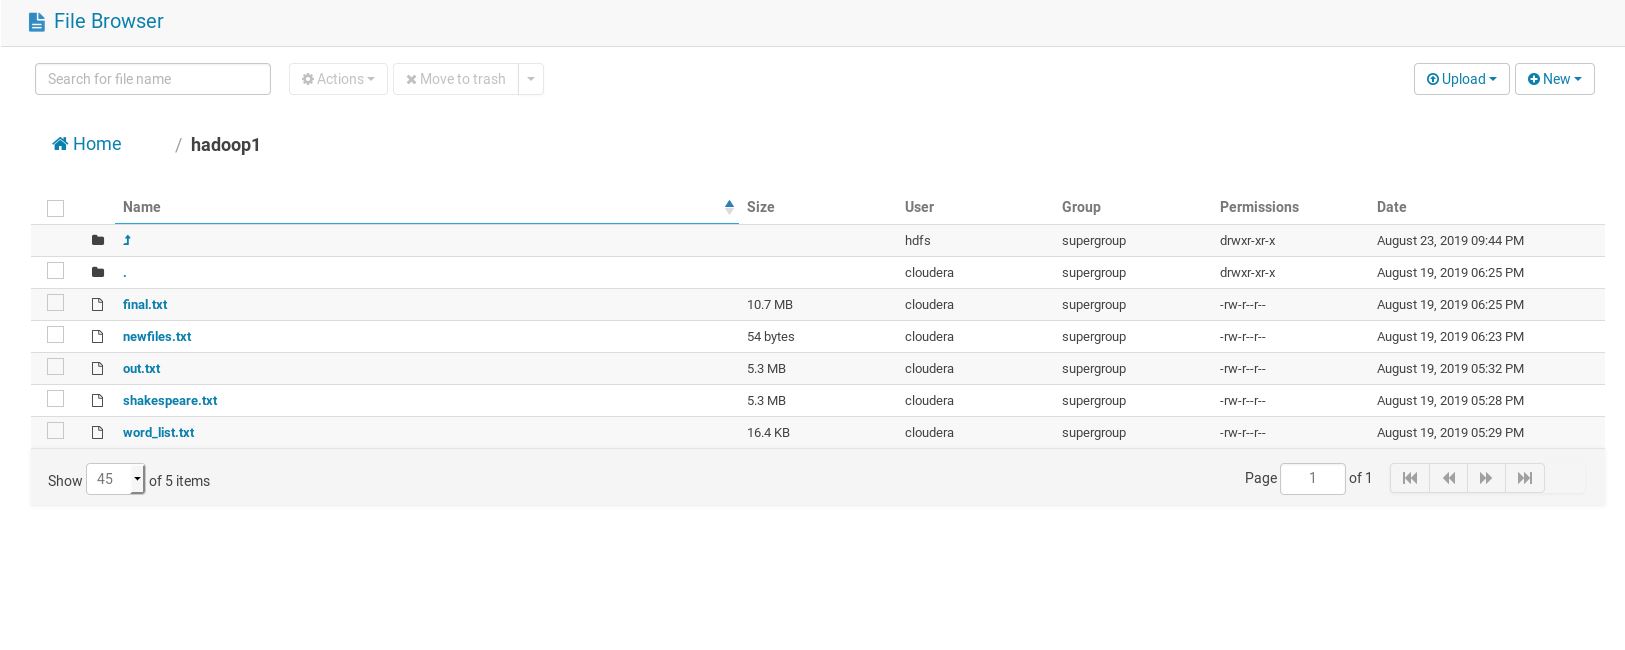 File Browser
Search for file name Actions Move to trash Upload New
Home / hadoop1
Name Size User Group Permissions Date
hdfs supergroup drwxr-xr-x August 23, 2019 09:44 PM
. cloudera supergroup drwxr-xr-x August 19, 2019 06:25 PM
final.txt 10.7 MB cloudera supergroup -rw-r--r-- August 19, 2019 06:25 PM
newfiles.txt 54 bytes cloudera supergroup -rw-r--r-- August 19, 2019 06:23 PM
out.txt 5.3 MB cloudera supergroup -rw-r--r-- August 19, 2019 05:32 PM
shakespeare.txt 5.3 MB cloudera supergroup -rw-r--r-- August 19, 2019 05:28 PM
word_list.txt 16.4 KB cloudera supergroup -rw-r--r-- August 19, 2019 05:29 PM
Show 45 of 5 items Page 1 of 1